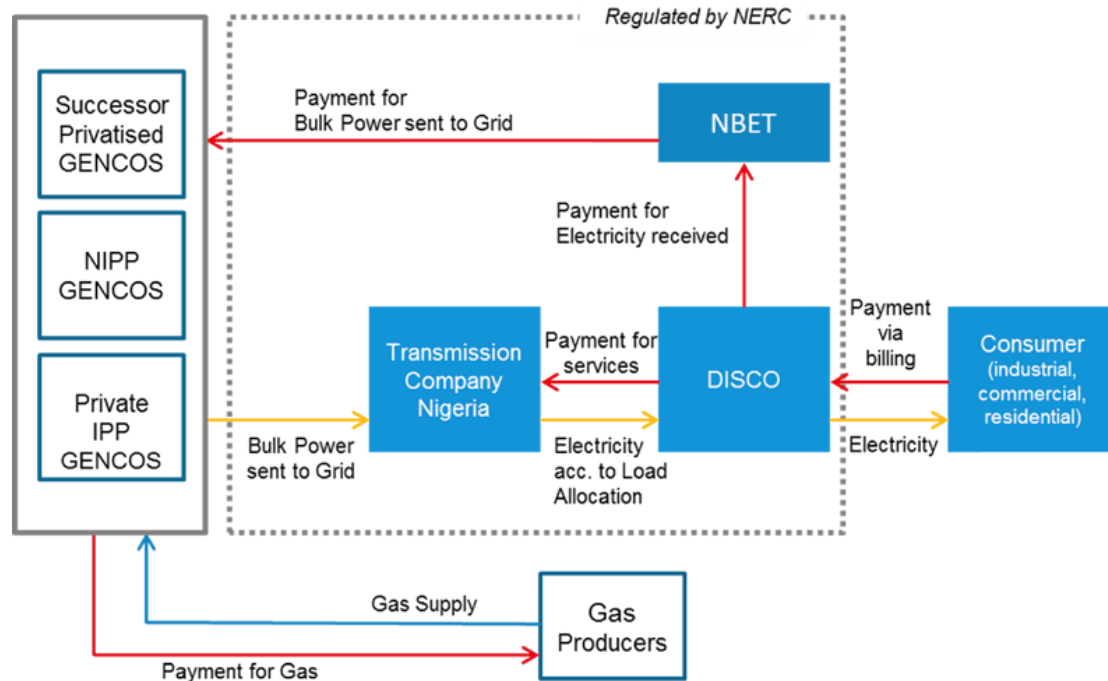 Regulated by NERC
Successor
Privatised
GENCOS
NIPP
GENCOS
Private
IPP
GENCOS
Payment for
Bulk Power sent to Grid
NBET
Payment for
Electricity received
Transmission
Company
Nigeria
Payment for
services
DISCO
Payment
via
billing
Consumer
(industrial,
commercial,
residential)
Bulk Power
sent to Grid
Electricity
acc. to Load
Allocation
Electricity
Gas Supply
Gas
Producers
Payment for Gas